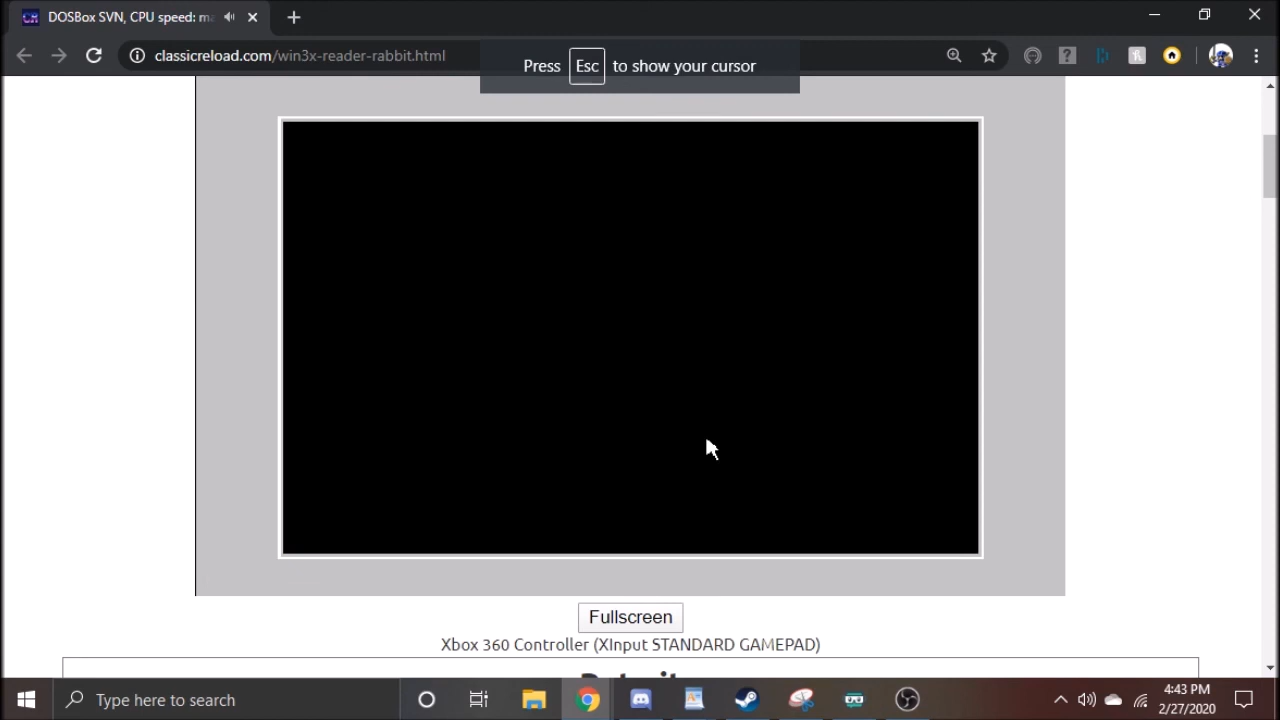 DOSBox SVN, CPU speed: ma
classicreload.com/win3x-reader-rabbit.html
Press Esc to show your cursor
Fullscreen
Xbox 360 Controller (XInput STANDARD GAMEPAD)
Type here to search
4:43 PM
2/27/2020